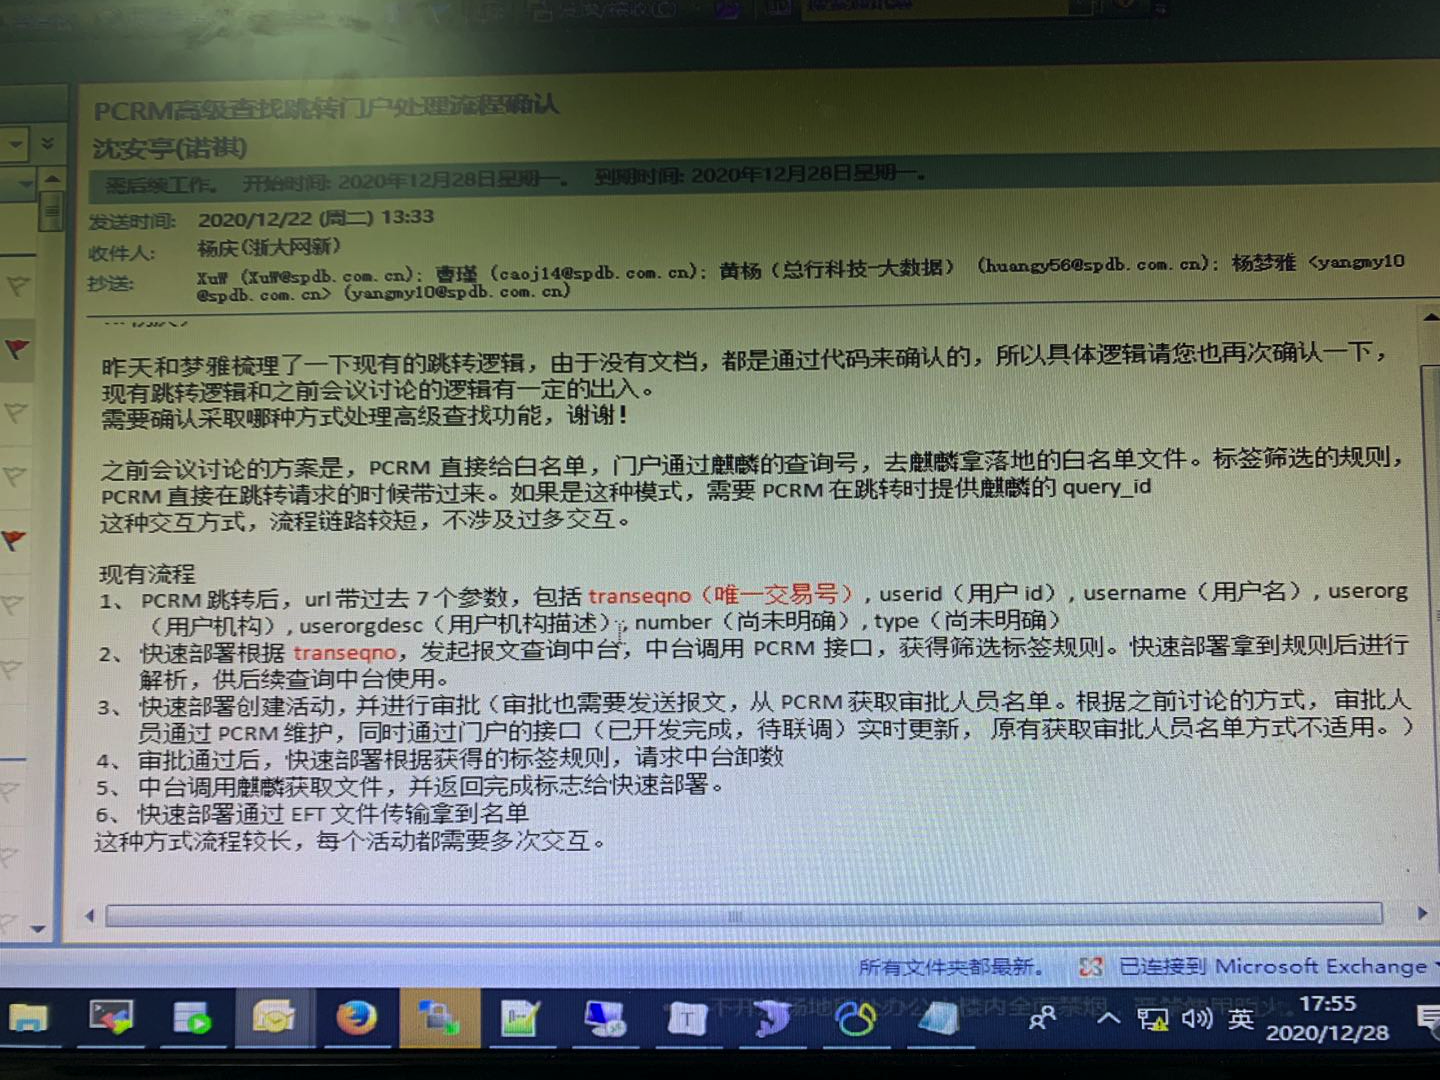 PCRM高级查找跳转门户处理流程确认
沈安亭(诺祺)
需后续工作。 开始时间: 2020年12月28日星期一。 到期时间: 2020年12月28日星期一。
发送时间: 2020/12/22 (周二) 13:33
收件人: 杨庆(浙大网新)
抄送: XuW (XuW@spdb.com.cn); 曹瑾 (caoj14@spdb.com.cn); 黄杨（总行科技-大数据） (huangy56@spdb.com.cn); 杨梦雅 <yangmy10
@spdb.com.cn> (yangmy10@spdb.com.cn)
昨天和梦雅梳理了一下现有的跳转逻辑，由于没有文档，都是通过代码来确认的，所以具体逻辑请您也再次确认一下，
现有跳转逻辑和之前会议讨论的逻辑有一定的出入。
需要确认采取哪种方式处理高级查找功能，谢谢！
之前会议讨论的方案是，PCRM 直接给白名单，门户通过麒麟的查询号，去麒麟拿落地的白名单文件。标签筛选的规则，
PCRM 直接在跳转请求的时候带过来。如果是这种模式，需要 PCRM 在跳转时提供麒麟的 query_id
这种交互方式，流程链路较短，不涉及过多交互。
现有流程
1、 PCRM 跳转后，url 带过去 7 个参数，包括 transeqno（唯一交易号）, userid（用户 id）, username（用户名）, userorg
（用户机构）, userorgdesc（用户机构描述）, number（尚未明确）, type（尚未明确）
2、 快速部署根据 transeqno，发起报文查询中台，中台调用 PCRM 接口，获得筛选标签规则。快速部署拿到规则后进行
解析，供后续查询中台使用。
3、 快速部署创建活动，并进行审批（审批也需要发送报文，从 PCRM 获取审批人员名单。根据之前讨论的方式，审批人
员通过 PCRM 维护，同时通过门户的接口（已开发完成，待联调）实时更新， 原有获取审批人员名单方式不适用。）
4、 审批通过后，快速部署根据获得的标签规则，请求中台卸数
5、 中台调用麒麟获取文件，并返回完成标志给快速部署。
6、 快速部署通过 EFT 文件传输拿到名单
这种方式流程较长，每个活动都需要多次交互。
所有文件夹都最新。 已连接到 Microsoft Exchange
英 17:55
2020/12/28